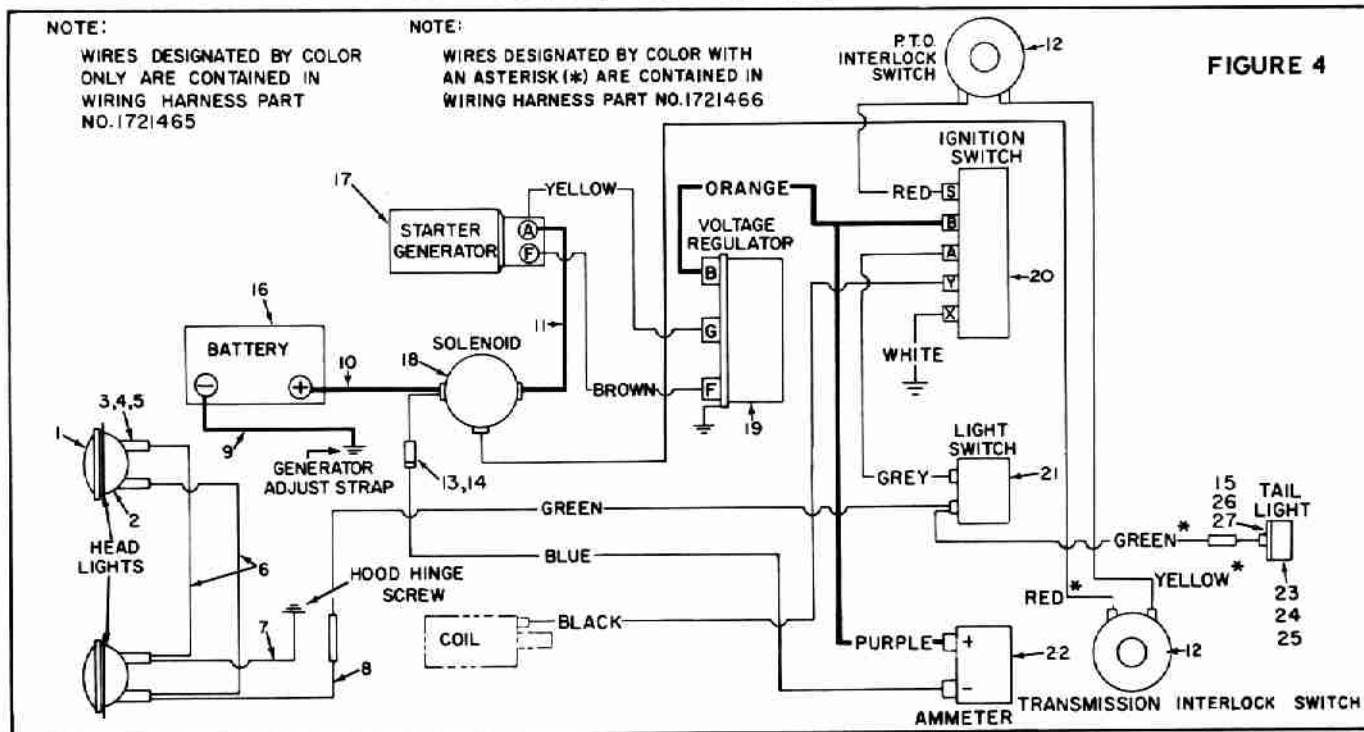 NOTE:
WIRES DESIGNATED BY COLOR
ONLY ARE CONTAINED IN
WIRING HARNESS PART
NO.1721465
NOTE:
WIRES DESIGNATED BY COLOR WITH
AN ASTERISK (*) ARE CONTAINED IN
WIRING HARNESS PART NO.1721466
P.T.O.
INTERLOCK
SWITCH
12
FIGURE 4
IGNITION
SWITCH
RED
S
B
A
Y
X
20
WHITE
17
STARTER
GENERATOR
A
F
YELLOW
ORANGE
VOLTAGE
REGULATOR
B
G
F
19
BROWN
11
16
BATTERY
−
+
10
9
18
SOLENOID
GENERATOR
ADJUST STRAP
13,14
3,4,5
1
2
HEAD
LIGHTS
6
7
8
HOOD HINGE
SCREW
GREEN
BLUE
COIL
BLACK
LIGHT
SWITCH
GREY
21
15
26
27
TAIL
LIGHT
GREEN*
23
24
25
YELLOW*
RED*
12
TRANSMISSION INTERLOCK SWITCH
PURPLE
+
−
22
AMMETER